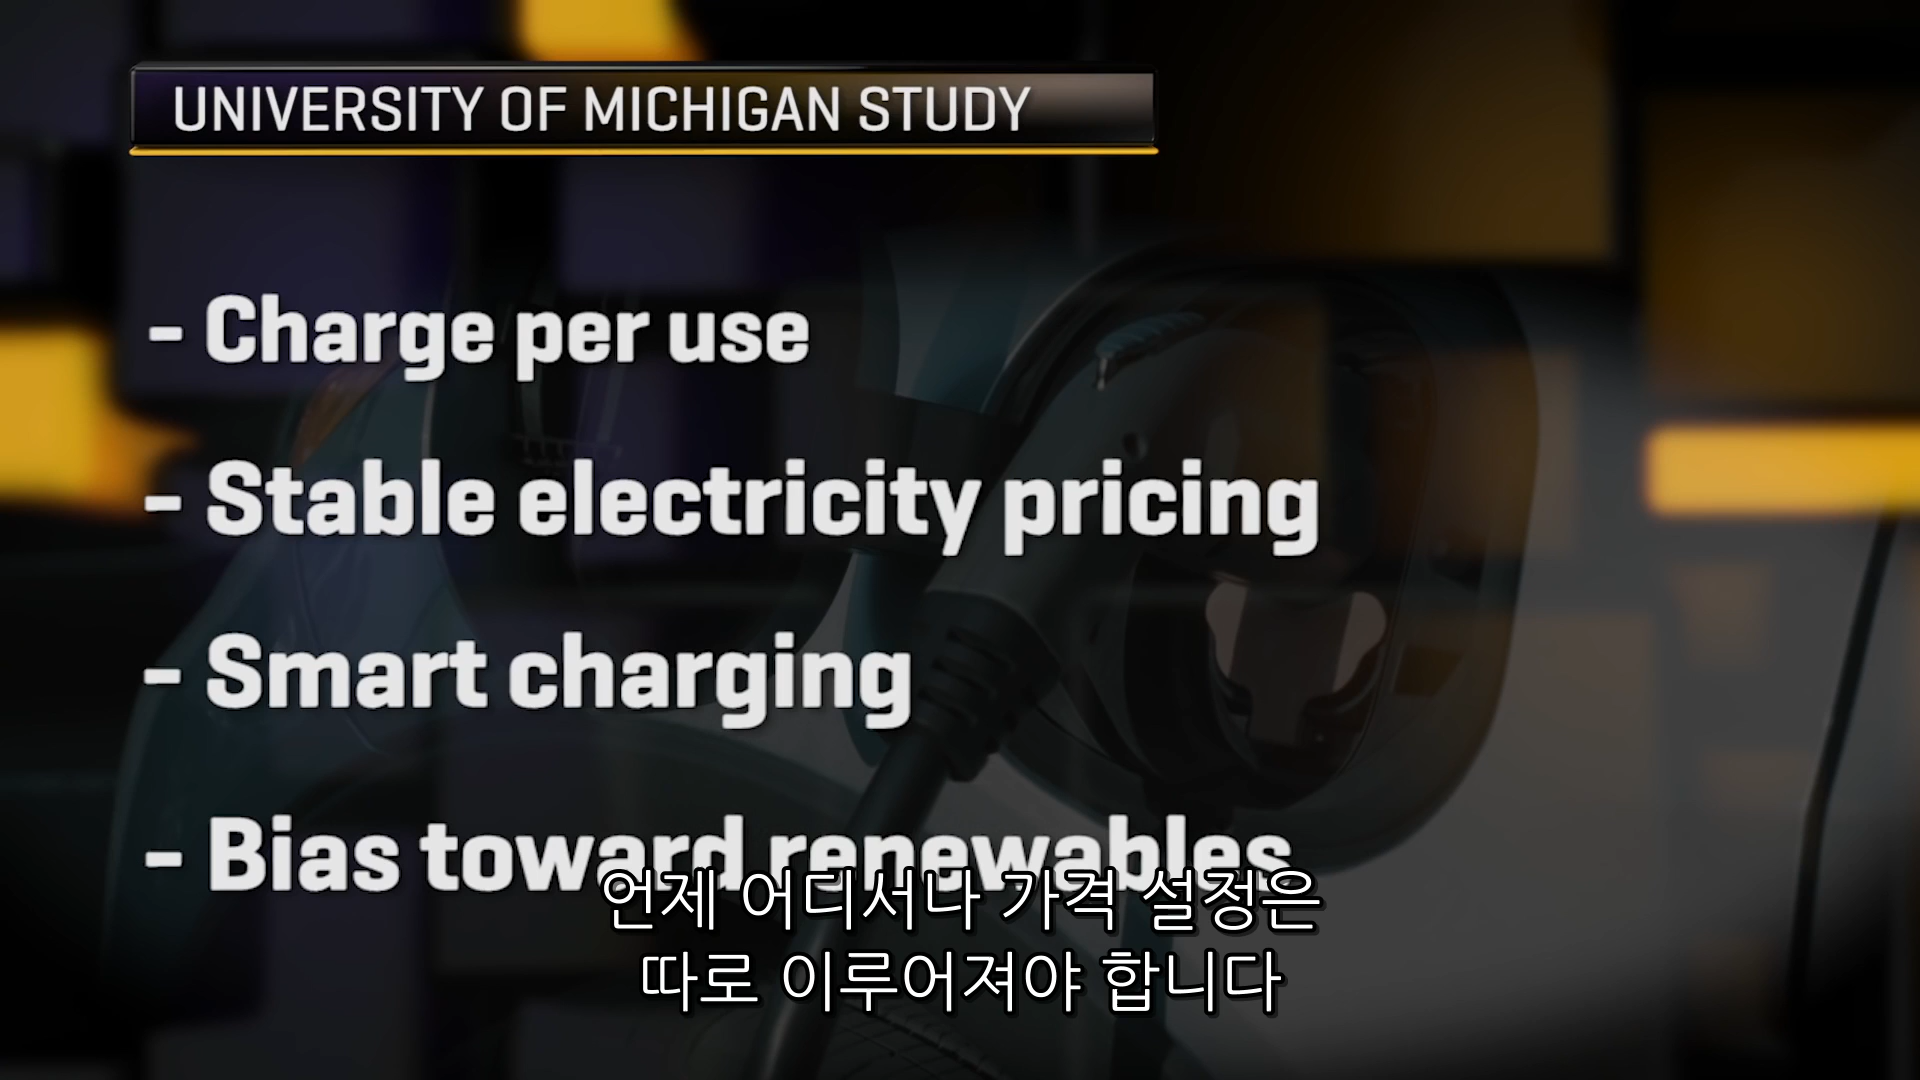 UNIVERSITY OF MICHIGAN STUDY
- Charge per use
- Stable electricity pricing
- Smart charging
- Bias toward renewables
언제 어디서나 가격 설정은
따로 이루어져야 합니다